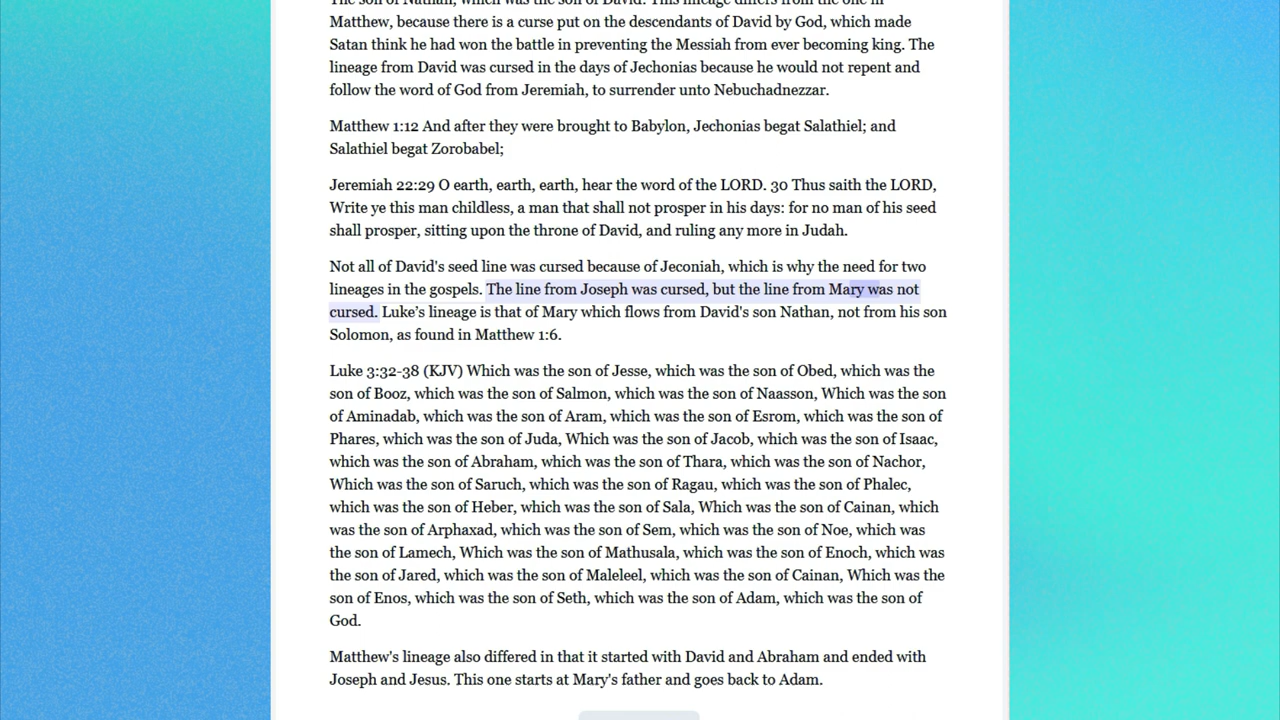 The son of Nathan, which was the son of David. This lineage differs from the one in
Matthew, because there is a curse put on the descendants of David by God, which made
Satan think he had won the battle in preventing the Messiah from ever becoming king. The
lineage from David was cursed in the days of Jechonias because he would not repent and
follow the word of God from Jeremiah, to surrender unto Nebuchadnezzar.
Matthew 1:12 And after they were brought to Babylon, Jechonias begat Salathiel; and
Salathiel begat Zorobabel;
Jeremiah 22:29 O earth, earth, earth, hear the word of the LORD. 30 Thus saith the LORD,
Write ye this man childless, a man that shall not prosper in his days: for no man of his seed
shall prosper, sitting upon the throne of David, and ruling any more in Judah.
Not all of David's seed line was cursed because of Jeconiah, which is why the need for two
lineages in the gospels. The line from Joseph was cursed, but the line from Mary was not
cursed. Luke’s lineage is that of Mary which flows from David's son Nathan, not from his son
Solomon, as found in Matthew 1:6.
Luke 3:32-38 (KJV) Which was the son of Jesse, which was the son of Obed, which was the
son of Booz, which was the son of Salmon, which was the son of Naasson, Which was the son
of Aminadab, which was the son of Aram, which was the son of Esrom, which was the son of
Phares, which was the son of Juda, Which was the son of Jacob, which was the son of Isaac,
which was the son of Abraham, which was the son of Thara, which was the son of Nachor,
Which was the son of Saruch, which was the son of Ragau, which was the son of Phalec,
which was the son of Heber, which was the son of Sala, Which was the son of Cainan, which
was the son of Arphaxad, which was the son of Sem, which was the son of Noe, which was
the son of Lamech, Which was the son of Mathusala, which was the son of Enoch, which was
the son of Jared, which was the son of Maleleel, which was the son of Cainan, Which was the
son of Enos, which was the son of Seth, which was the son of Adam, which was the son of
God.
Matthew's lineage also differed in that it started with David and Abraham and ended with
Joseph and Jesus. This one starts at Mary's father and goes back to Adam.